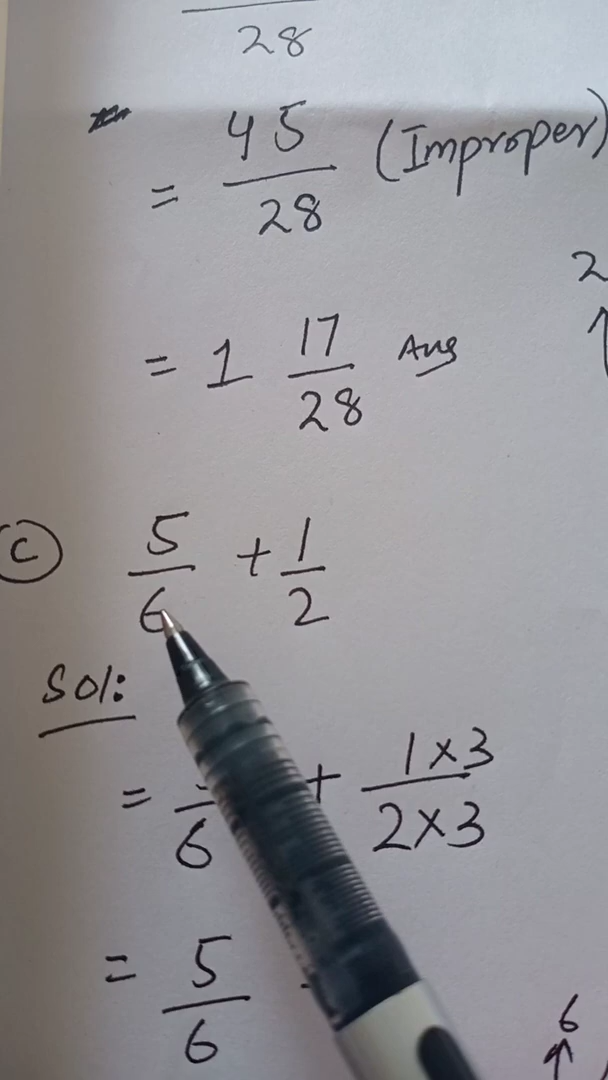 28
= 45/28 (Improper)
2
= 1 17/28 Ans
C 5/6 + 1/2
Sol:
= /6 + 1×3/2×3
= 5/6
6